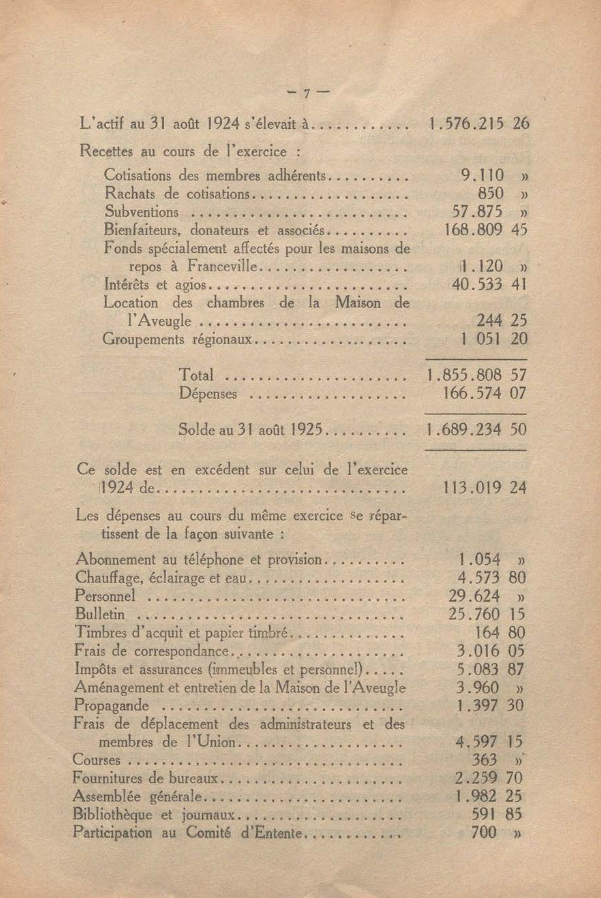 — 7 —
L'actif au 31 août 1924 s'élevait à............ 1.576.215 26
Recettes au cours de l'exercice :
Cotisations des membres adhérents.......... 9.110 »
Rachats de cotisations................... 850 »
Subventions .......................... 57.875 »
Bienfaiteurs, donateurs et associés.......... 168.809 45
Fonds spécialement affectés pour les maisons de
repos à Franceville.................. 1.120 »
Intérêts et agios........................ 40.533 41
Location des chambres de la Maison de
l'Aveugle ......................... 244 25
Groupements régionaux................... 1 051 20
Total ...................... 1.855.808 57
Dépenses ................... 166.574 07
Solde au 31 août 1925.......... 1.689.234 50
Ce solde est en excédent sur celui de l'exercice
1924 de.............................. 113.019 24
Les dépenses au cours du même exercice se répar-
tissent de la façon suivante :
Abonnement au téléphone et provision.......... 1.054 »
Chauffage, éclairage et eau................... 4.573 80
Personnel ............................... 29.624 »
Bulletin ................................ 25.760 15
Timbres d'acquit et papier timbré.............. 164 80
Frais de correspondance..................... 3.016 05
Impôts et assurances (immeubles et personnel)..... 5.083 87
Aménagement et entretien de la Maison de l'Aveugle 3.960 »
Propagande ............................. 1.397 30
Frais de déplacement des administrateurs et des
membres de l'Union.................... 4.597 15
Courses ................................. 363 »
Fournitures de bureaux...................... 2.259 70
Assemblée générale........................ 1.982 25
Bibliothèque et journaux.................... 591 85
Participation au Comité d'Entente............ 700 »